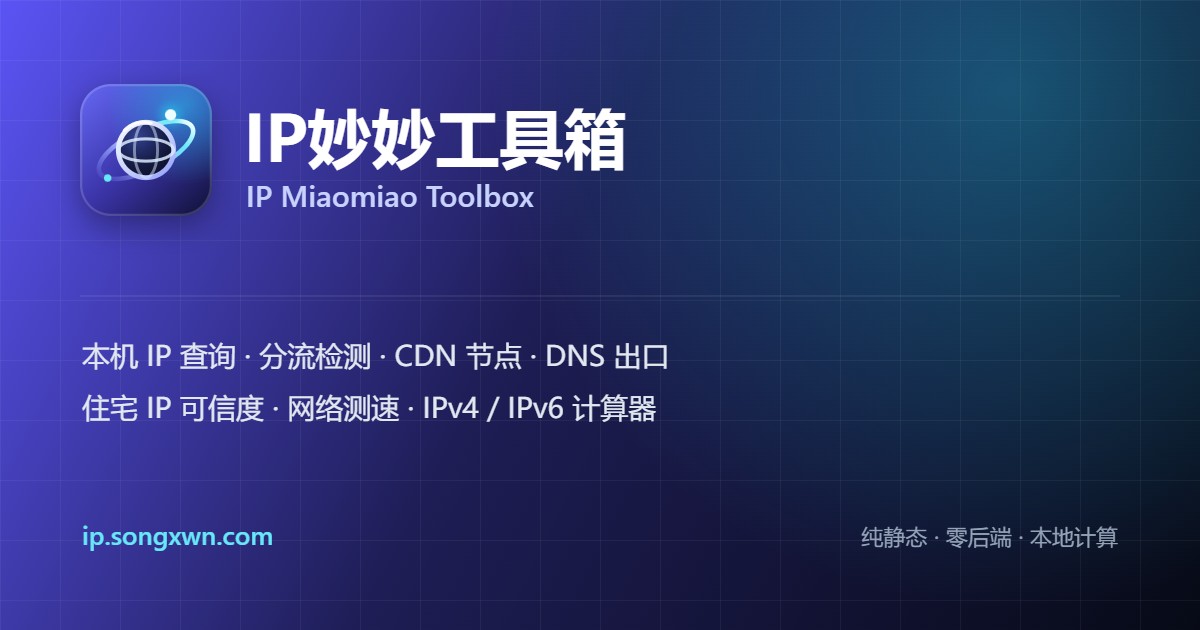 IP妙妙工具箱
IP Miaomiao Toolbox
本机 IP 查询 · 分流检测 · CDN 节点 · DNS 出口
住宅 IP 可信度 · 网络测速 · IPv4 / IPv6 计算器
ip.songxwn.com
纯静态 · 零后端 · 本地计算